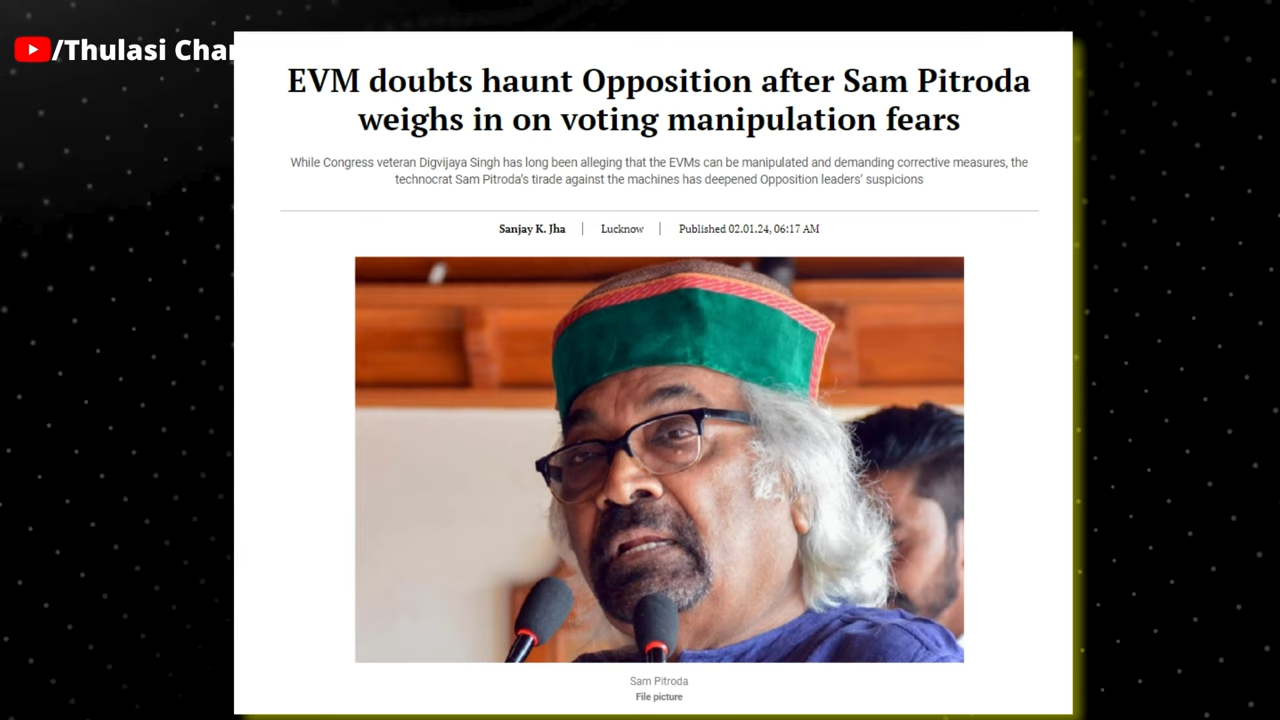 /Thulasi Char
EVM doubts haunt Opposition after Sam Pitroda
weighs in on voting manipulation fears
While Congress veteran Digvijaya Singh has long been alleging that the EVMs can be manipulated and demanding corrective measures, the
technocrat Sam Pitroda's tirade against the machines has deepened Opposition leaders' suspicions
Sanjay K. Jha | Lucknow | Published 02.01.24, 06:17 AM
Sam Pitroda
File picture